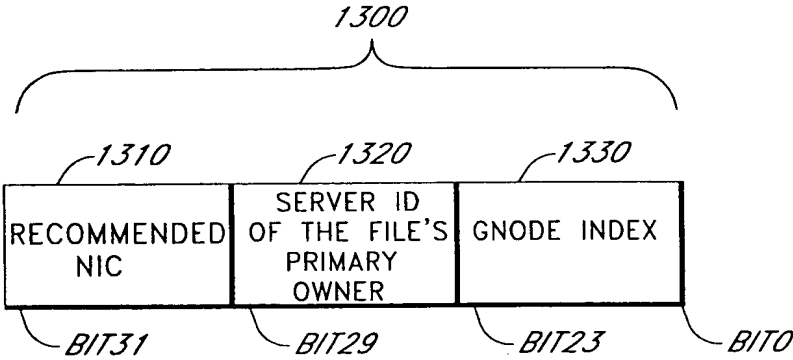 1300
1310
1320
1330
RECOMMENDED
NIC
SERVER ID
OF THE FILE'S
PRIMARY
OWNER
GNODE INDEX
BIT31
BIT29
BIT23
BIT0